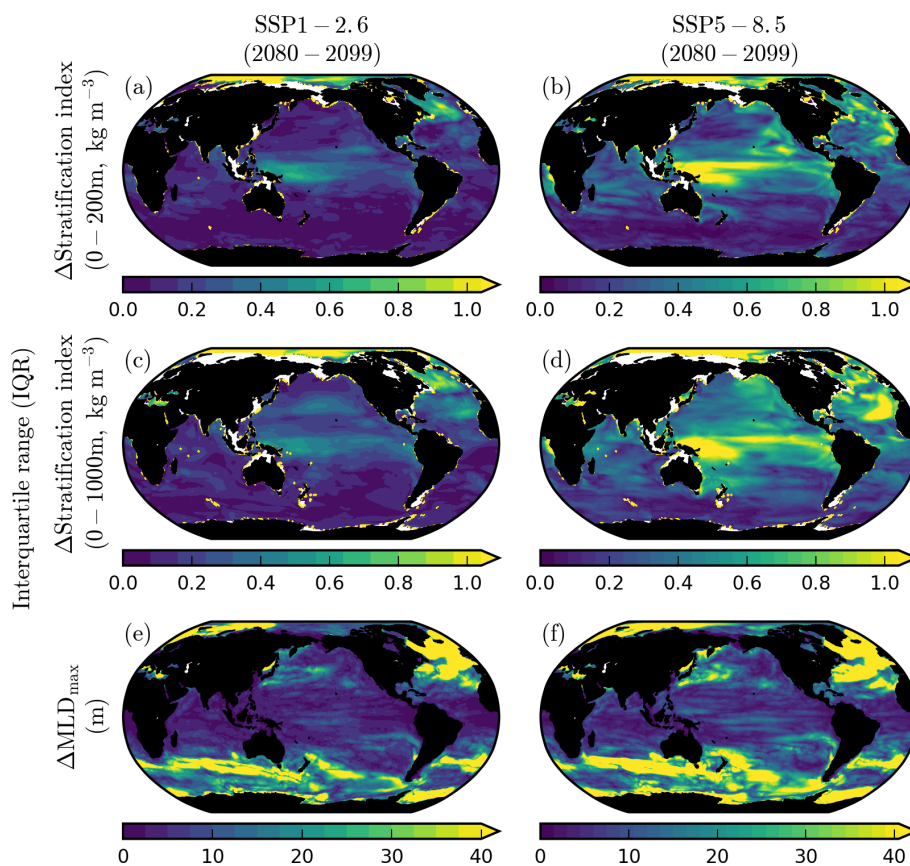 SSP1 − 2.6
(2080 − 2099)
SSP5 − 8.5
(2080 − 2099)
Interquartile range (IQR)
ΔStratification index
(0 − 200m, kg m⁻³)
(a)
(b)
0.0 0.2 0.4 0.6 0.8 1.0
0.0 0.2 0.4 0.6 0.8 1.0
ΔStratification index
(0 − 1000m, kg m⁻³)
(c)
(d)
0.0 0.2 0.4 0.6 0.8 1.0
0.0 0.2 0.4 0.6 0.8 1.0
ΔMLDmax
(m)
(e)
(f)
0 10 20 30 40
0 10 20 30 40